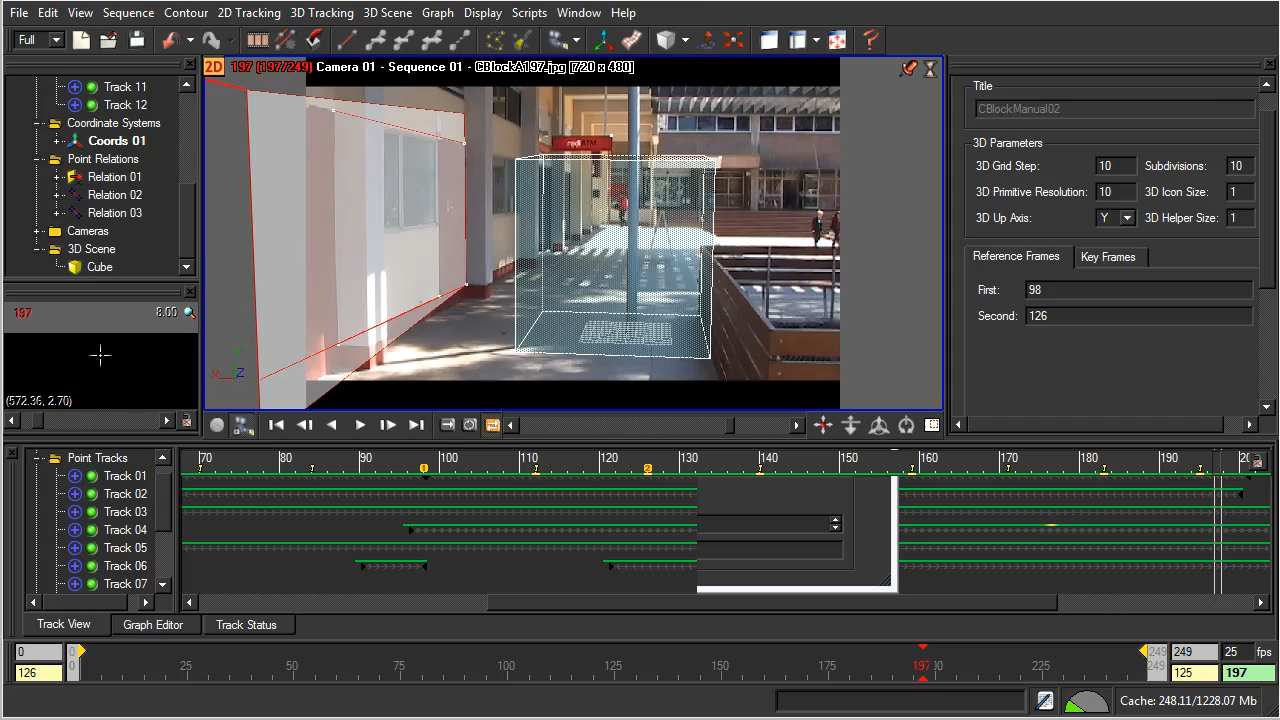 File Edit View Sequence Contour 2D Tracking 3D Tracking 3D Scene Graph Display Scripts Window Help
Full
Track 11
Track 12
Coordinate Systems
Coords 01
Point Relations
Relation 01
Relation 02
Relation 03
Cameras
3D Scene
Cube
197 8.00
(572.36, 2.70)
2D 197 (197/249) Camera 01 - Sequence 01 - CBlockA197.jpg [720 x 480]
Y
X
Z
Title
CBlockManual02
3D Parameters
3D Grid Step: 10 Subdivisions: 10
3D Primitive Resolution: 10 3D Icon Size: 1
3D Up Axis: Y 3D Helper Size: 1
Reference Frames Key Frames
First: 98
Second: 126
Point Tracks
Track 01
Track 02
Track 03
Track 04
Track 05
Track 06
Track 07
70 80 90 100 110 120 130 140 150 160 170 180 190 20
1 2
Track View Graph Editor Track Status
0 0 249 249 25 fps
126 0 25 50 75 100 125 150 175 197 225 249 125 197
Cache: 248.11/1228.07 Mb